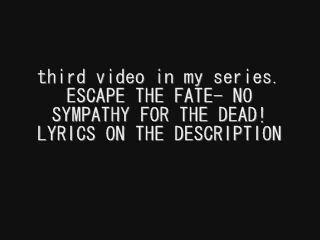 third video in my series.
ESCAPE THE FATE- NO
SYMPATHY FOR THE DEAD!
LYRICS ON THE DESCRIPTION